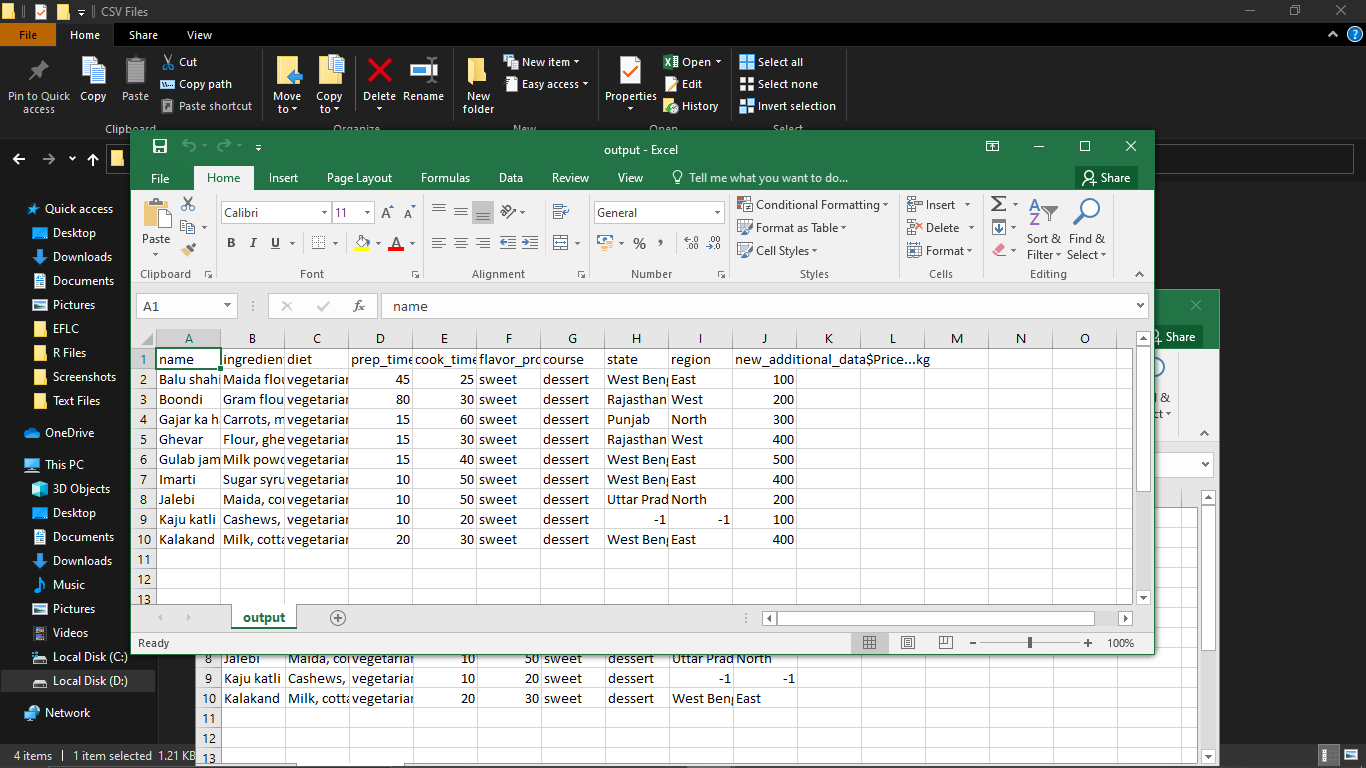 CSV Files
File Home Share View
Pin to Quick access
Copy
Paste
Cut
Copy path
Paste shortcut
Clipboard
Move to
Copy to
Delete
Rename
Organize
New folder
New item
Easy access
New
Properties
Open
Edit
History
Open
Select all
Select none
Invert selection
Select
output - Excel
File Home Insert Page Layout Formulas Data Review View Tell me what you want to do... Share
Paste
Clipboard
Calibri 11
B I U
Font
Alignment
General
Number
Conditional Formatting
Format as Table
Cell Styles
Styles
Insert
Delete
Format
Cells
Sort & Filter
Find & Select
Editing
A1 fx name
A B C D E F G H I J K L M N O
1 name ingredien diet prep_time cook_time flavor_pro course state region new_additional_data$Price...kg
2 Balu shahi Maida flou vegetarian 45 25 sweet dessert West Beng East 100
3 Boondi Gram flou vegetarian 80 30 sweet dessert Rajasthan West 200
4 Gajar ka h Carrots, m vegetarian 15 60 sweet dessert Punjab North 300
5 Ghevar Flour, ghe vegetarian 15 30 sweet dessert Rajasthan West 400
6 Gulab jam Milk powd vegetarian 15 40 sweet dessert West Beng East 500
7 Imarti Sugar syru vegetarian 10 50 sweet dessert West Beng East 400
8 Jalebi Maida, cor vegetarian 10 50 sweet dessert Uttar Prad North 200
9 Kaju katli Cashews, vegetarian 10 20 sweet dessert -1 -1 100
10 Kalakand Milk, cotta vegetarian 20 30 sweet dessert West Beng East 400
11
12
13
output
Ready 100%
Share
8 Jalebi Maida, cor vegetarian 10 50 sweet dessert Uttar Prad North
9 Kaju katli Cashews, vegetarian 10 20 sweet dessert -1 -1
10 Kalakand Milk, cotta vegetarian 20 30 sweet dessert West Beng East
11
12
13
Quick access
Desktop
Downloads
Documents
Pictures
EFLC
R Files
Screenshots
Text Files
OneDrive
This PC
3D Objects
Desktop
Documents
Downloads
Music
Pictures
Videos
Local Disk (C:)
Local Disk (D:)
Network
4 items 1 item selected 1.21 KB